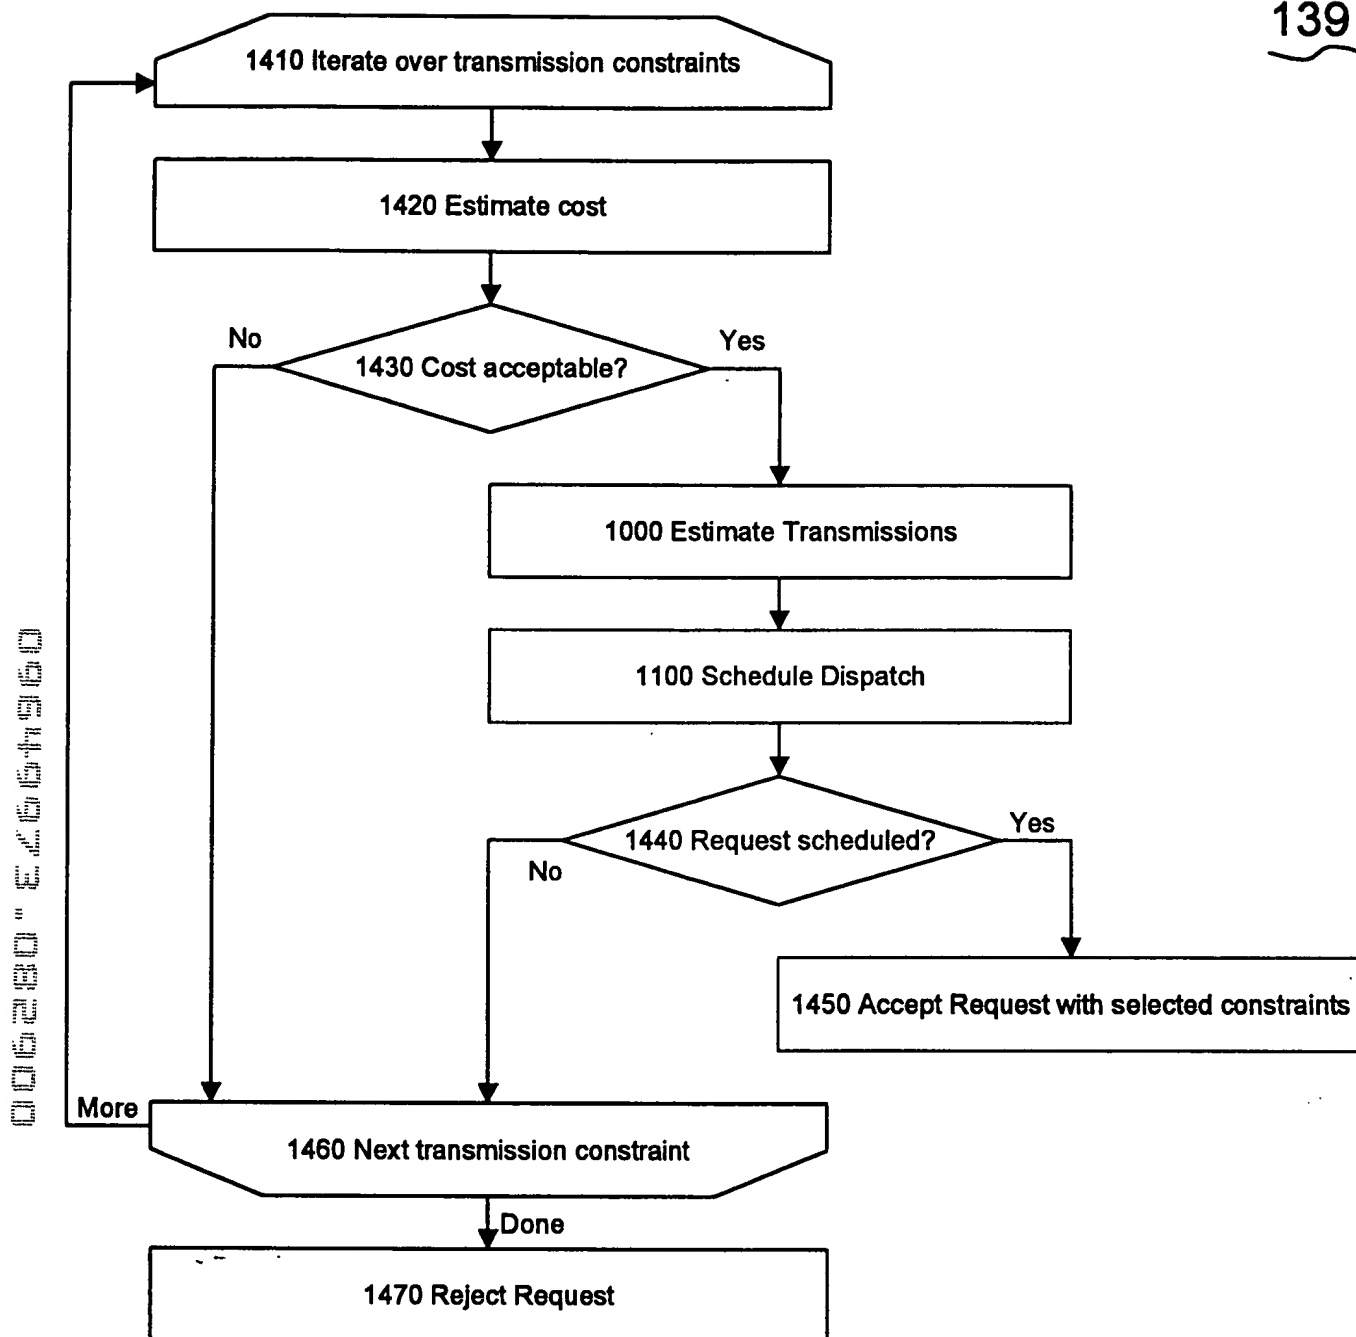 139
1410 Iterate over transmission constraints
1420 Estimate cost
No
Yes
1430 Cost acceptable?
1000 Estimate Transmissions
1100 Schedule Dispatch
1440 Request scheduled?
Yes
No
1450 Accept Request with selected constraints
More
1460 Next transmission constraint
Done
1470 Reject Request
09644973 "082900